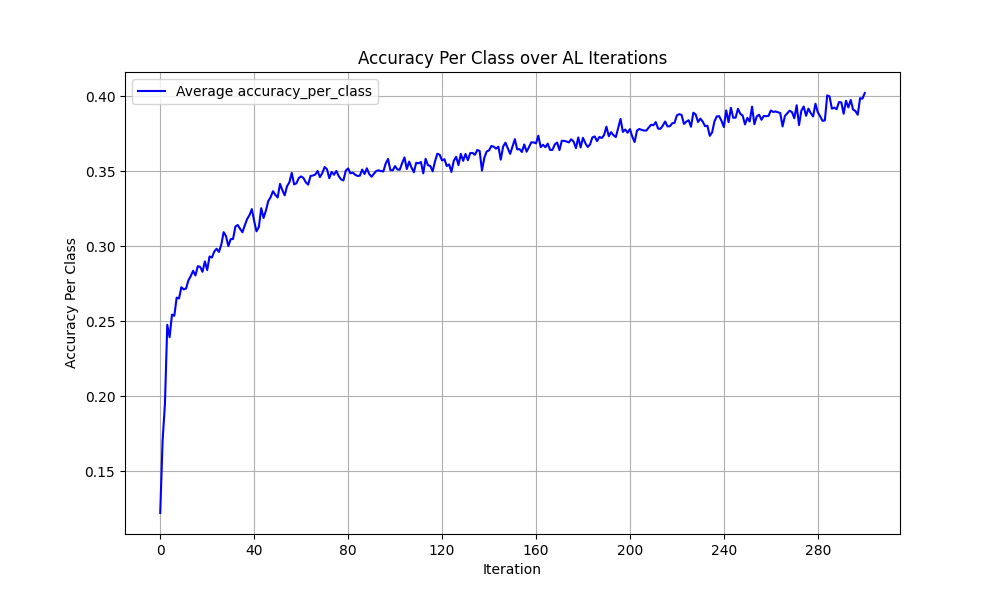 Accuracy Per Class over AL Iterations
Average accuracy_per_class
0.40
0.35
0.30
0.25
0.20
0.15
Accuracy Per Class
0 40 80 120 160 200 240 280
Iteration